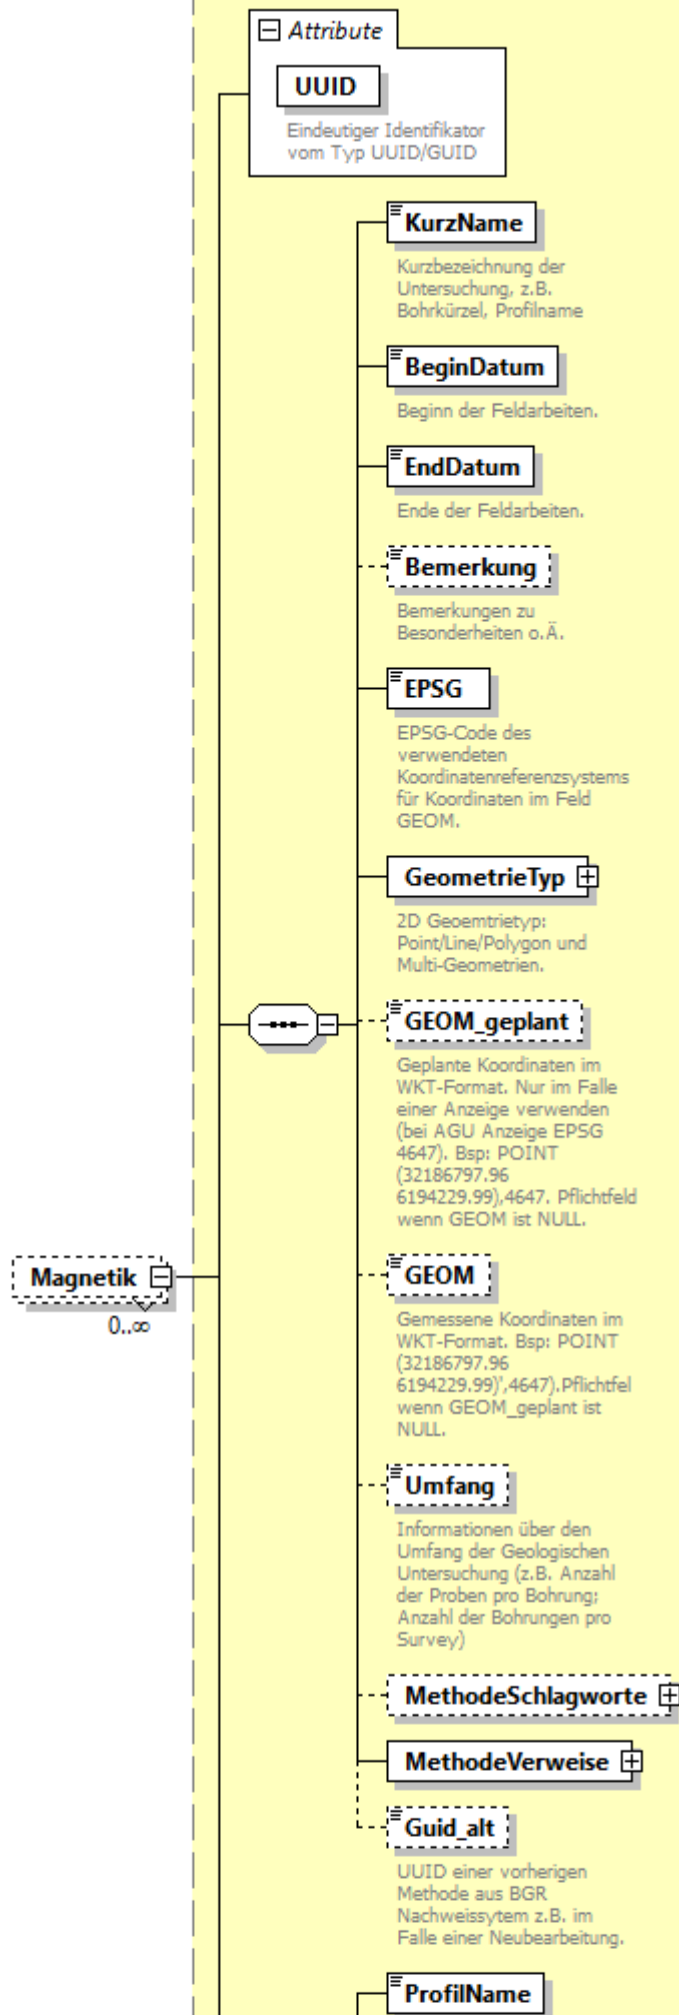 Attribute
UUID
Eindeutiger Identifikator
vom Typ UUID/GUID
KurzName
Kurzbezeichnung der
Untersuchung, z.B.
Bohrkürzel, Profilname
BeginDatum
Beginn der Feldarbeiten.
EndDatum
Ende der Feldarbeiten.
Bemerkung
Bemerkungen zu
Besonderheiten o.Ä.
EPSG
EPSG-Code des
verwendeten
Koordinatenreferenzsystems
für Koordinaten im Feld
GEOM.
GeometrieTyp
2D Geoemtrietyp:
Point/Line/Polygon und
Multi-Geometrien.
GEOM_geplant
Geplante Koordinaten im
WKT-Format. Nur im Falle
einer Anzeige verwenden
(bei AGU Anzeige EPSG
4647). Bsp: POINT
(32186797.96
6194229.99),4647. Pflichtfeld
wenn GEOM ist NULL.
Magnetik
0..∞
GEOM
Gemessene Koordinaten im
WKT-Format. Bsp: POINT
(32186797.96
6194229.99)',4647).Pflichtfel
wenn GEOM_geplant ist
NULL.
Umfang
Informationen über den
Umfang der Geologischen
Untersuchung (z.B. Anzahl
der Proben pro Bohrung;
Anzahl der Bohrungen pro
Survey)
MethodeSchlagworte
MethodeVerweise
Guid_alt
UUID einer vorherigen
Methode aus BGR
Nachweissytem z.B. im
Falle einer Neubearbeitung.
ProfilName